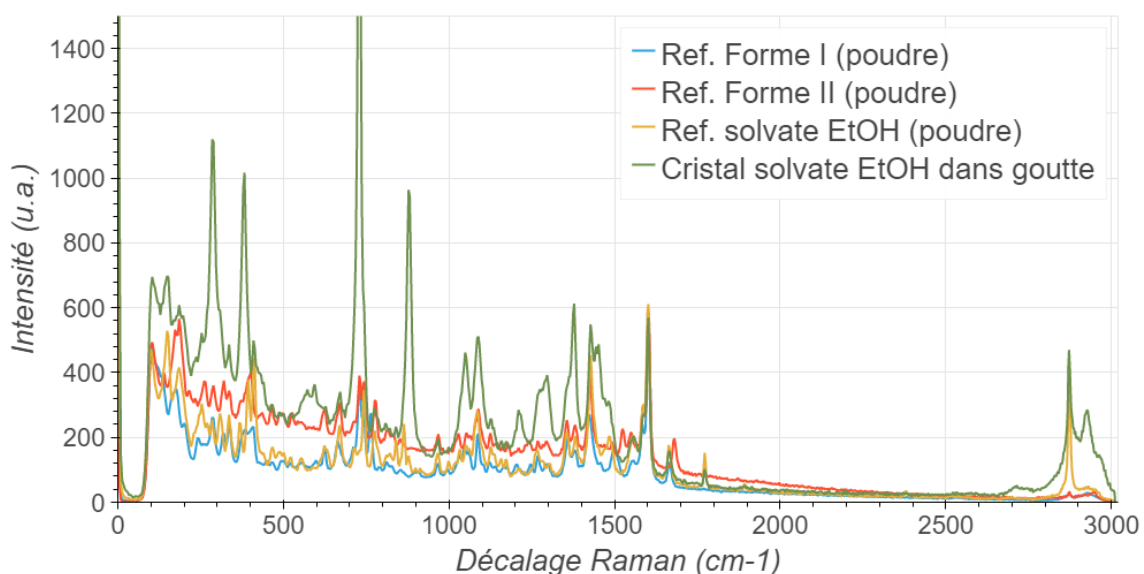 1400
1200
1000
800
600
400
200
0
Intensité (u.a.)
Ref. Forme I (poudre)
Ref. Forme II (poudre)
Ref. solvate EtOH (poudre)
Cristal solvate EtOH dans goutte
0 500 1000 1500 2000 2500 3000
Décalage Raman (cm-1)